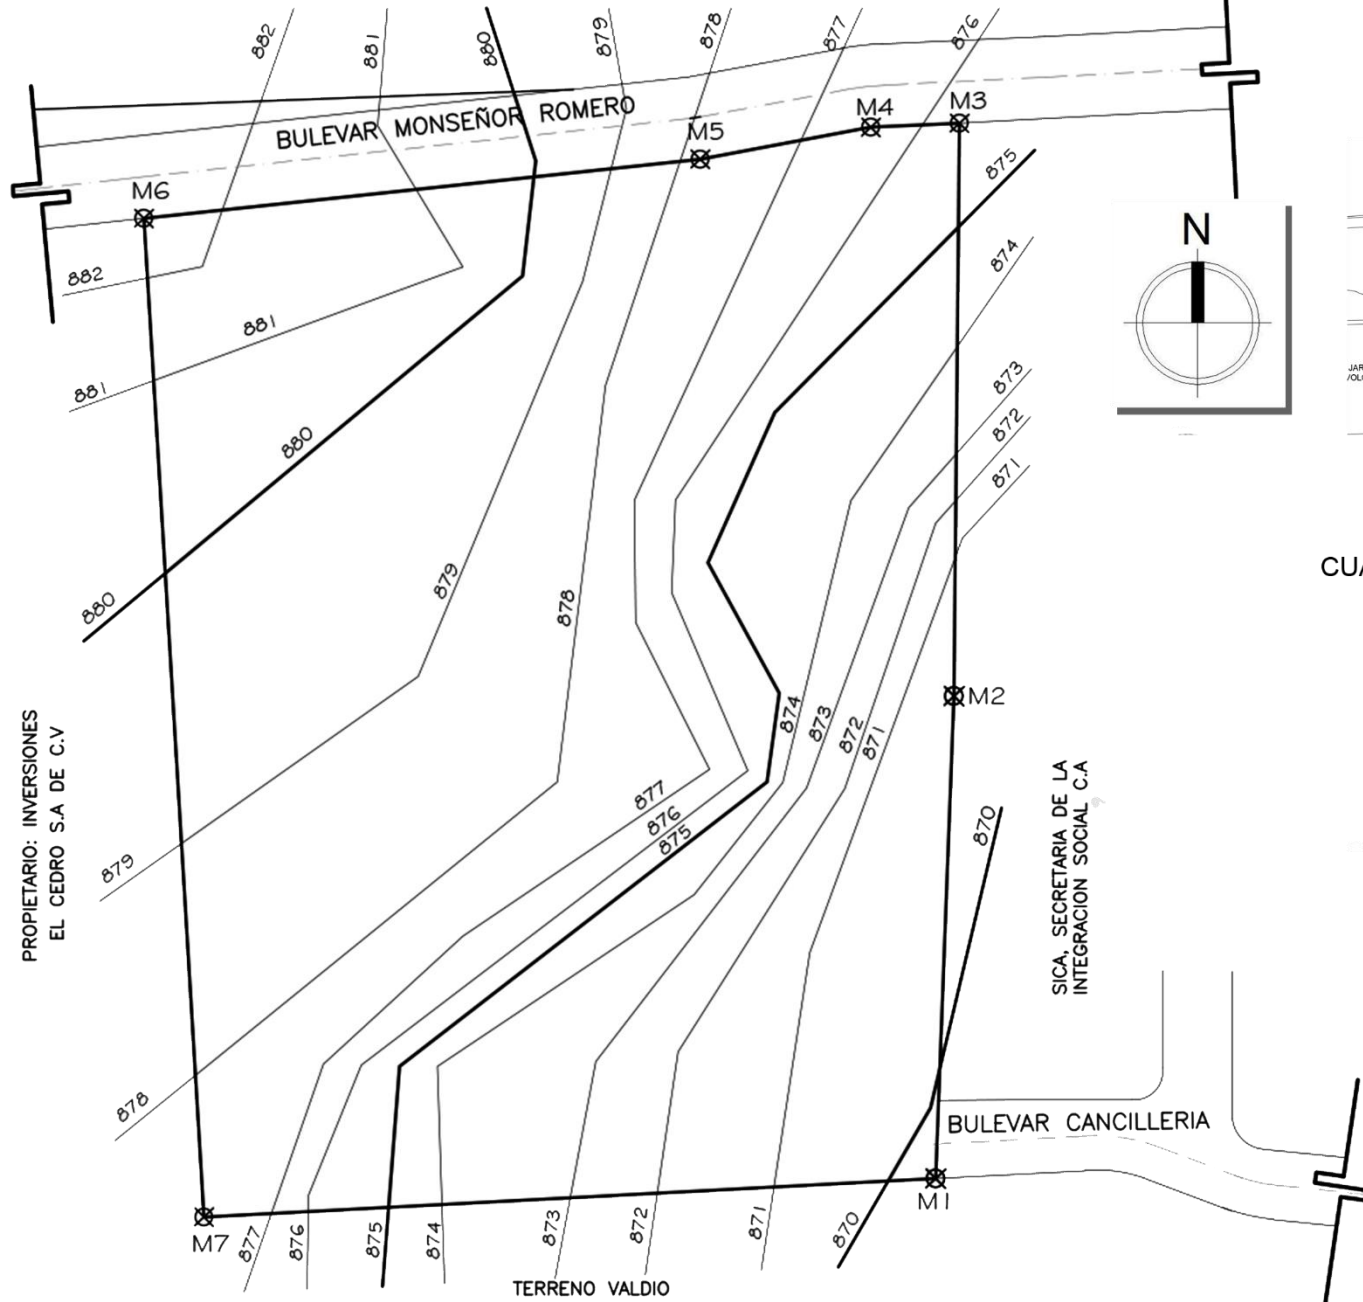 882
881
880
879
878
877
876
BULEVAR MONSEÑOR ROMERO
M5
M4
M3
M6
875
N
882
874
881
881
873
JAR
872
880
871
CUA
880
879
878
M2
874
873
872
871
PROPIETARIO: INVERSIONES
EL CEDRO S.A DE C.V
SICA, SECRETARIA DE LA
INTEGRACION SOCIAL C.A
877
876
875
870
879
878
BULEVAR CANCILLERIA
M1
M7
877
876
875
874
873
872
871
870
TERRENO VALDIO